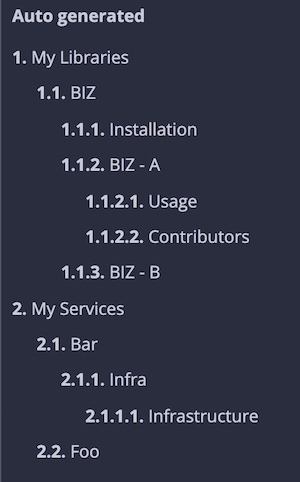 Auto generated
1. My Libraries
1.1. BIZ
1.1.1. Installation
1.1.2. BIZ - A
1.1.2.1. Usage
1.1.2.2. Contributors
1.1.3. BIZ - B
2. My Services
2.1. Bar
2.1.1. Infra
2.1.1.1. Infrastructure
2.2. Foo